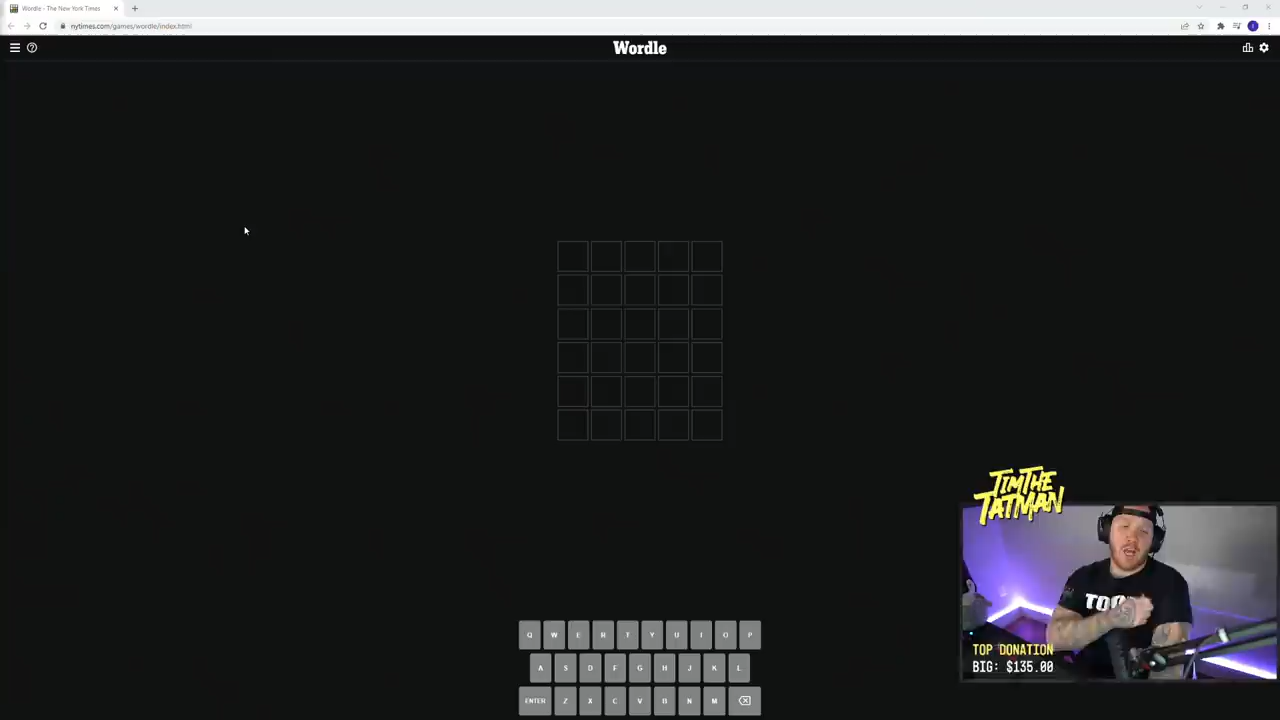 Wordle - The New York Times
nytimes.com/games/wordle/index.html
Wordle
TIMTHE
TATMAN
TOP DONATION
BIG: $135.00
Q W E R T Y U I O P
A S D F G H J K L
ENTER Z X C V B N M